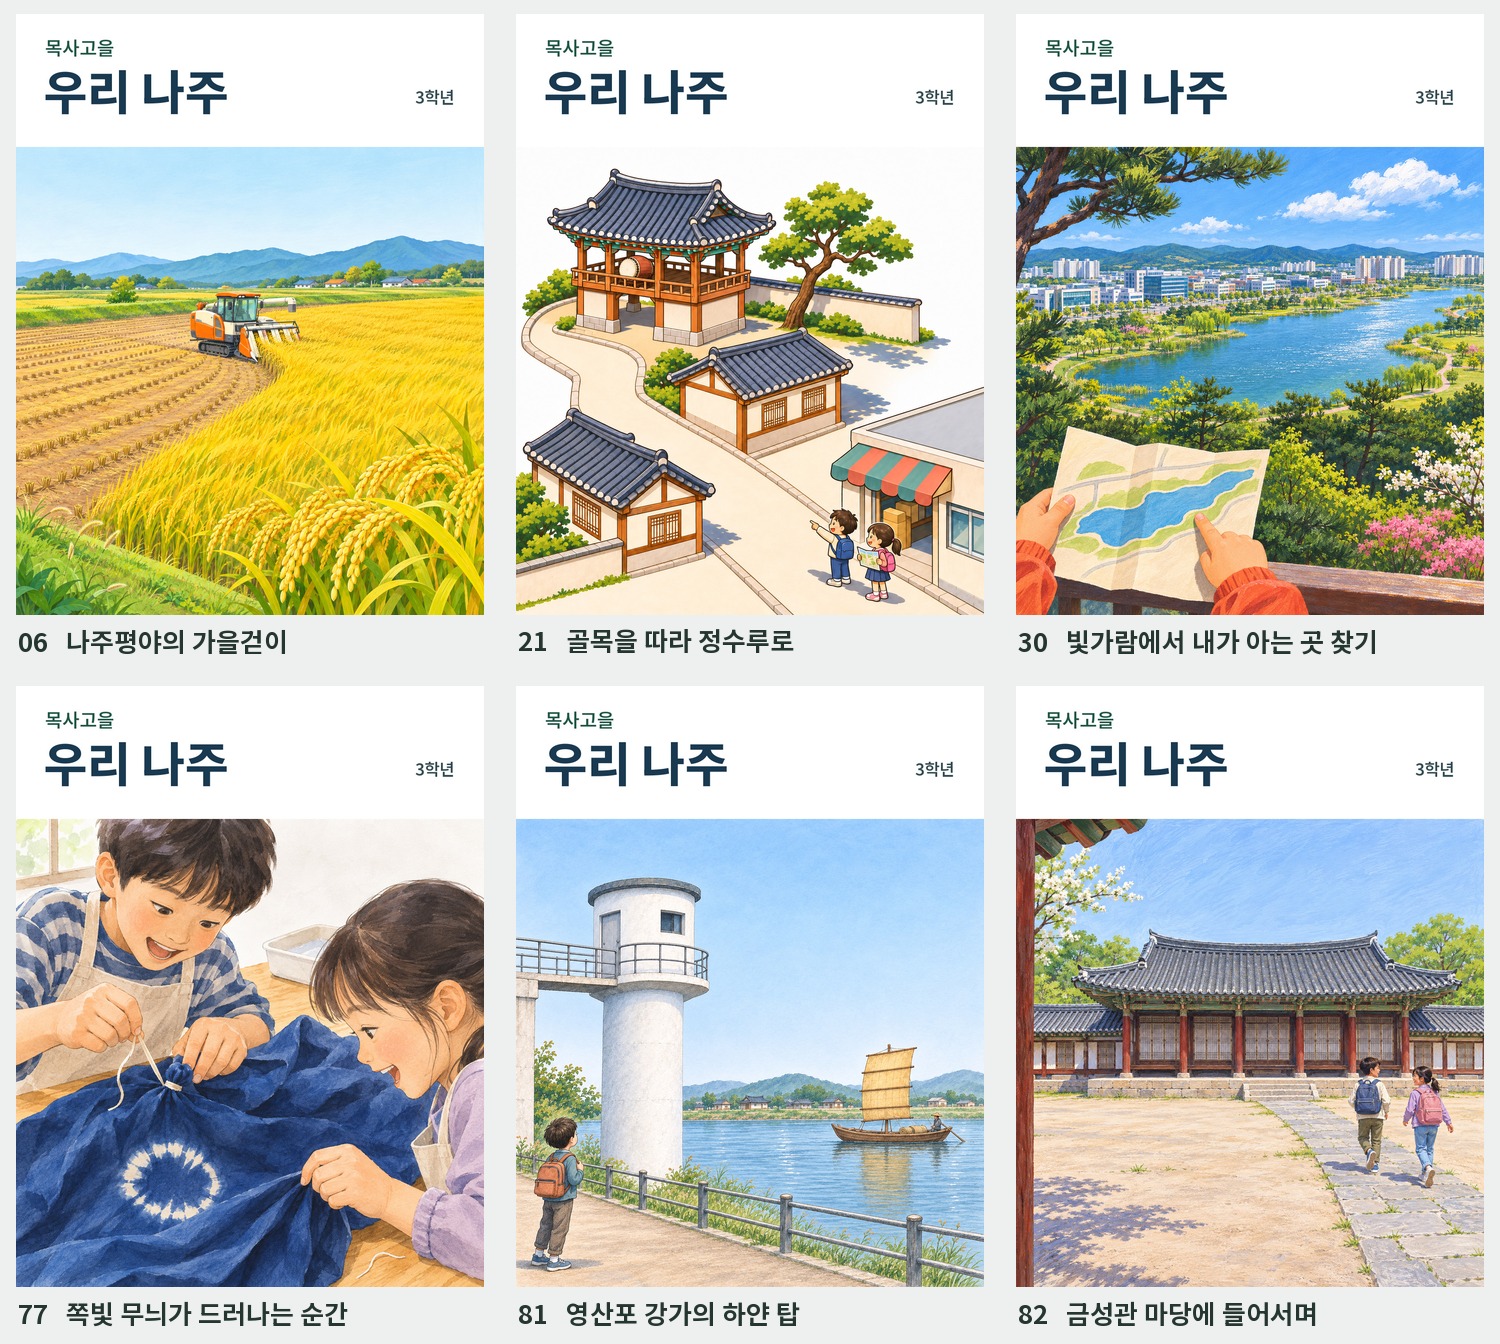 목사고을
우리 나주
3학년
06 나주평야의 가을걷이
목사고을
우리 나주
3학년
21 골목을 따라 정수루로
목사고을
우리 나주
3학년
30 빛가람에서 내가 아는 곳 찾기
목사고을
우리 나주
3학년
77 쪽빛 무늬가 드러나는 순간
목사고을
우리 나주
3학년
81 영산포 강가의 하얀 탑
목사고을
우리 나주
3학년
82 금성관 마당에 들어서며